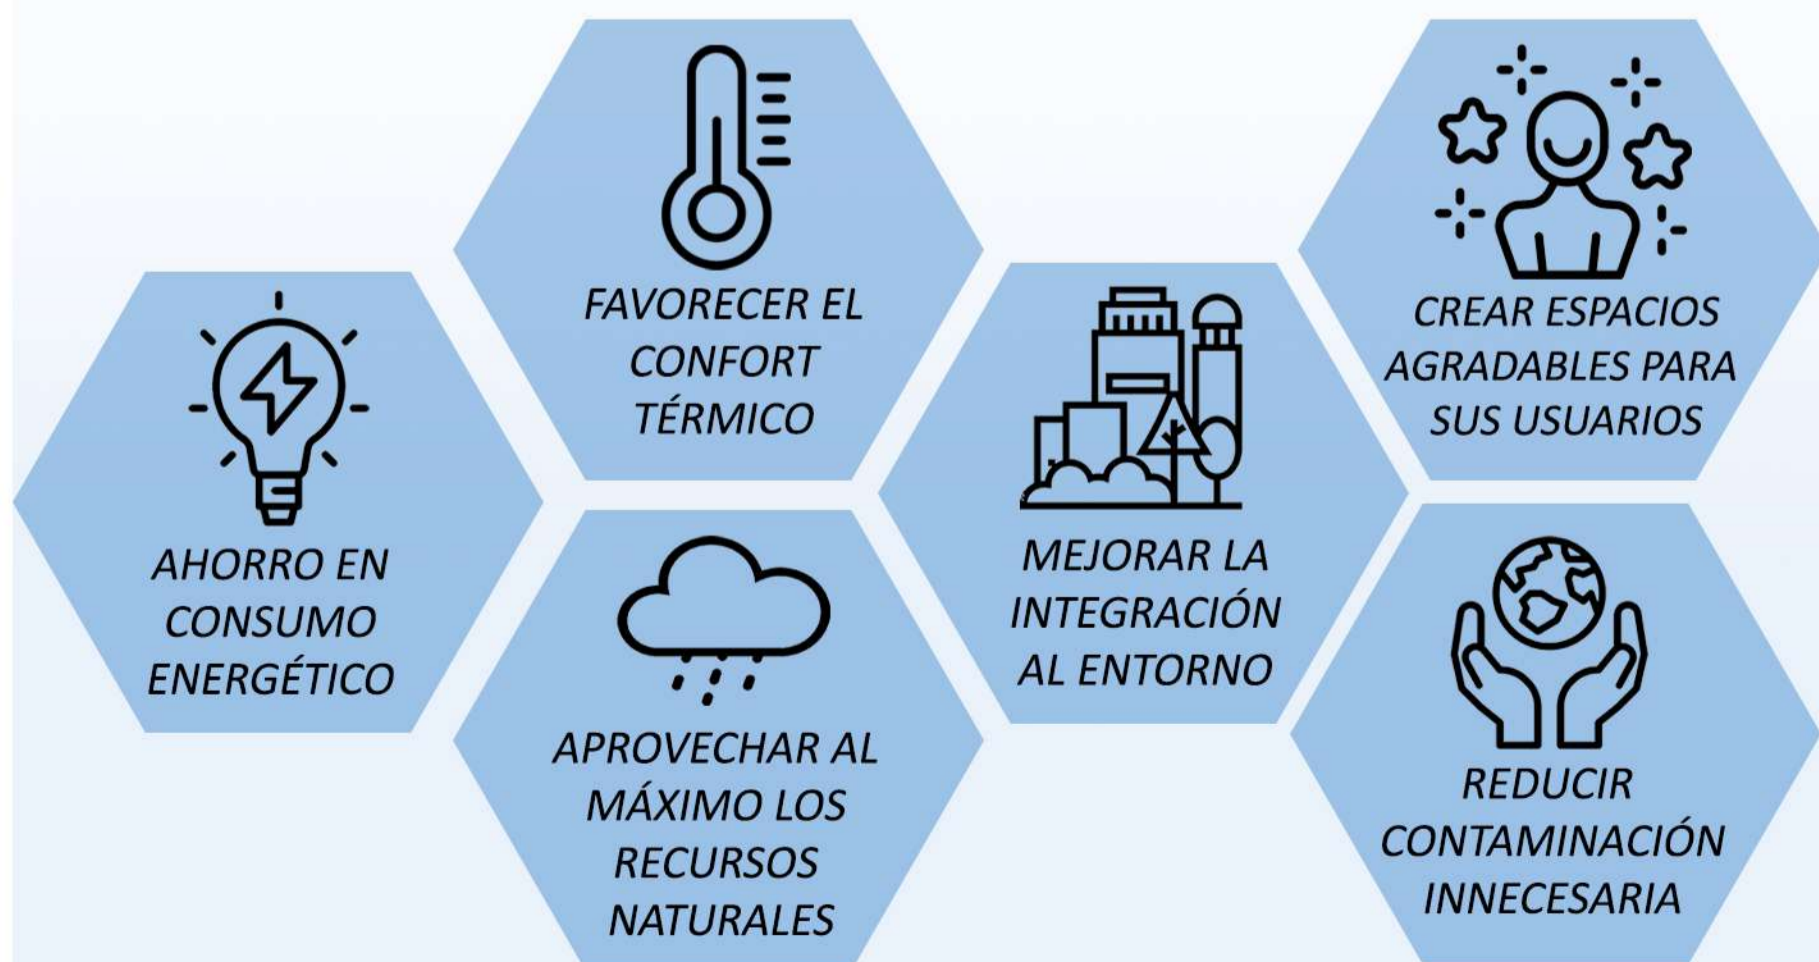 AHORRO EN
CONSUMO
ENERGÉTICO
FAVORECER EL
CONFORT
TÉRMICO
APROVECHAR AL
MÁXIMO LOS
RECURSOS
NATURALES
MEJORAR LA
INTEGRACIÓN
AL ENTORNO
CREAR ESPACIOS
AGRADABLES PARA
SUS USUARIOS
REDUCIR
CONTAMINACIÓN
INNECESARIA